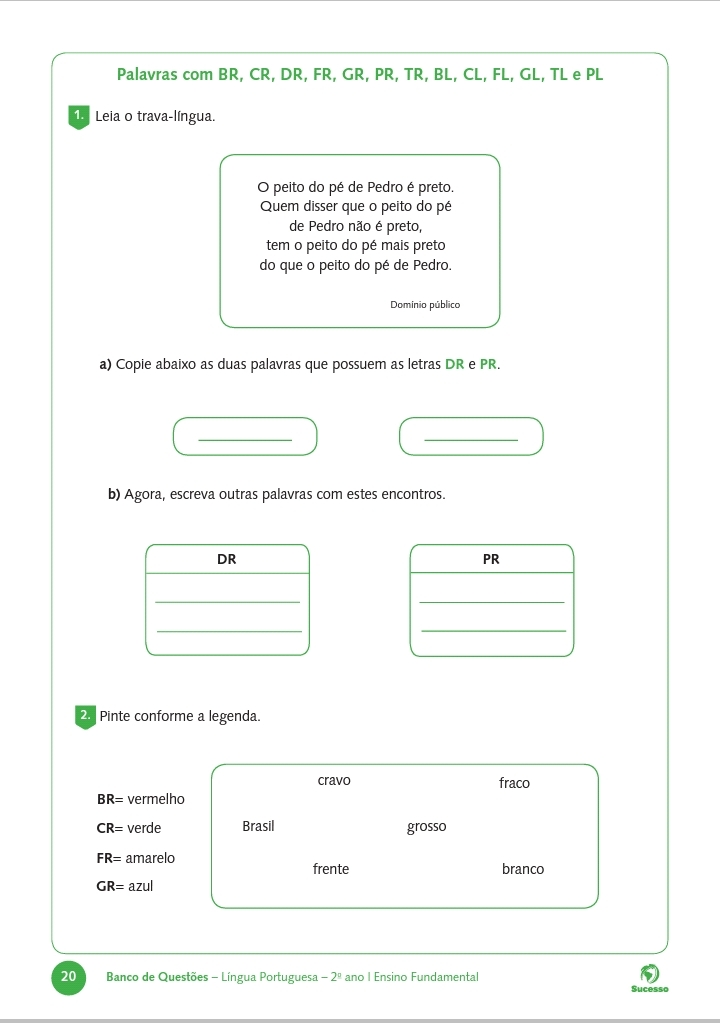 Palavras com BR, CR, DR, FR, GR, PR, TR, BL, CL, FL, GL, TL e PL
1. Leia o trava-língua.
O peito do pé de Pedro é preto.
Quem disser que o peito do pé
de Pedro não é preto,
tem o peito do pé mais preto
do que o peito do pé de Pedro.
Domínio público
a) Copie abaixo as duas palavras que possuem as letras DR e PR.
b) Agora, escreva outras palavras com estes encontros.
DR PR
2. Pinte conforme a legenda.
BR= vermelho
CR= verde
FR= amarelo
GR= azul
cravo fraco
Brasil grosso
frente branco
20 Banco de Questões – Língua Portuguesa – 2º ano | Ensino Fundamental
Sucesso